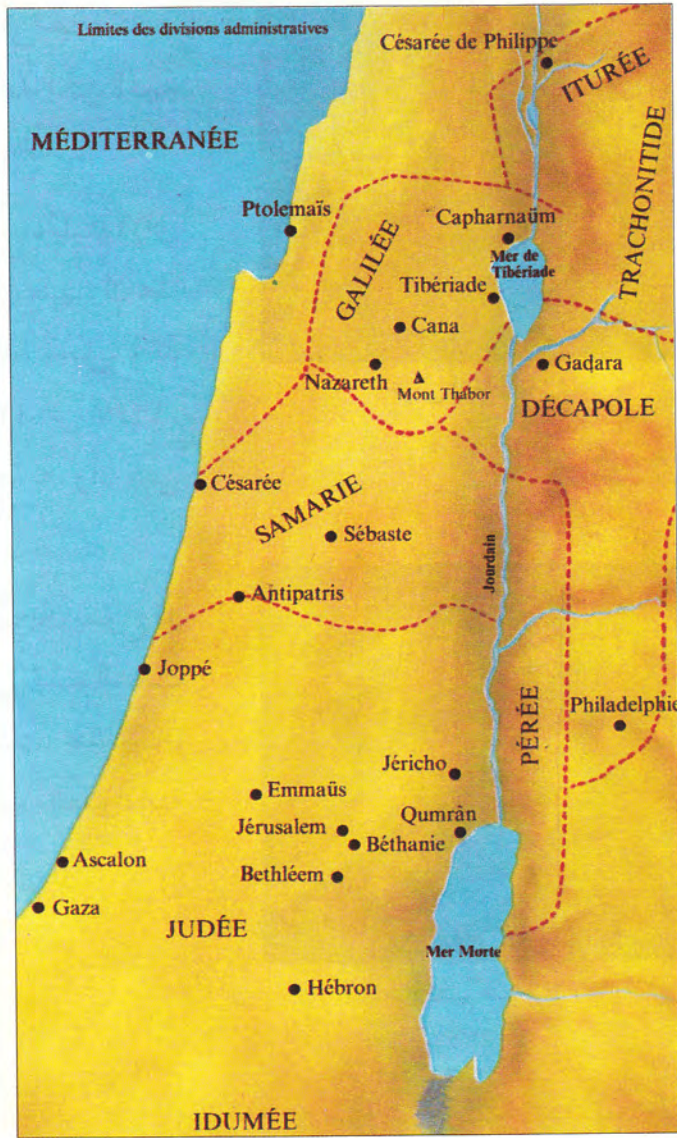 Límites des divisions administratives
Césarée de Philippe
ITURÉE
MÉDITERRANÉE
TRACHONITIDE
Ptolemaïs
Capharnaüm
GALILÉE
Mer de
Tibériade
Tibériade
Cana
Nazareth
Mont Thabor
Gadara
DÉCAPOLE
Césarée
SAMARIE
Sébaste
Jourdain
Antipatris
Joppé
PÉRÉE
Philadelphie
Jéricho
Emmaüs
Jérusalem
Qumrân
Béthanie
Ascalon
Bethléem
Gaza
JUDÉE
Mer Morte
Hébron
IDUMÉE